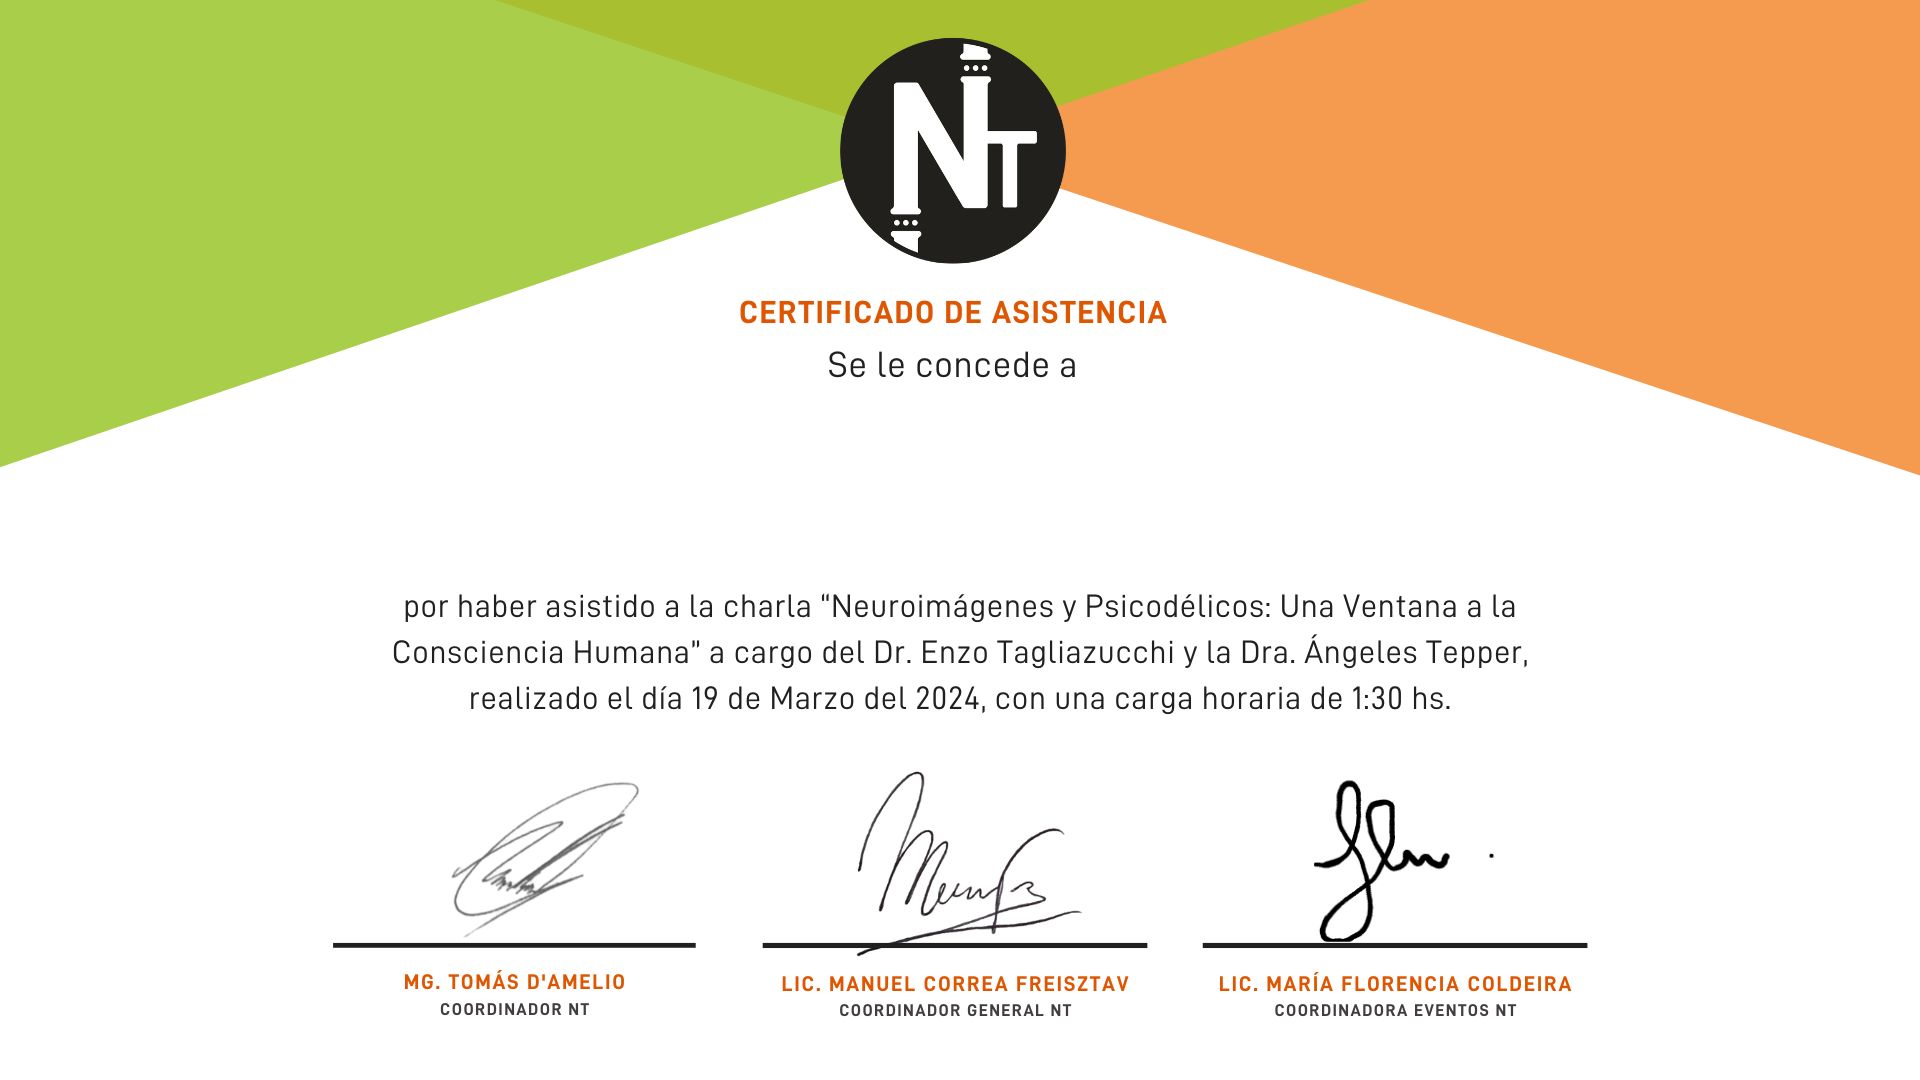 NT
CERTIFICADO DE ASISTENCIA
Se le concede a
por haber asistido a la charla “Neuroimágenes y Psicodélicos: Una Ventana a la
Consciencia Humana” a cargo del Dr. Enzo Tagliazucchi y la Dra. Ángeles Tepper,
realizado el día 19 de Marzo del 2024, con una carga horaria de 1:30 hs.
MG. TOMÁS D'AMELIO
COORDINADOR NT
LIC. MANUEL CORREA FREISZTAV
COORDINADOR GENERAL NT
LIC. MARÍA FLORENCIA COLDEIRA
COORDINADORA EVENTOS NT